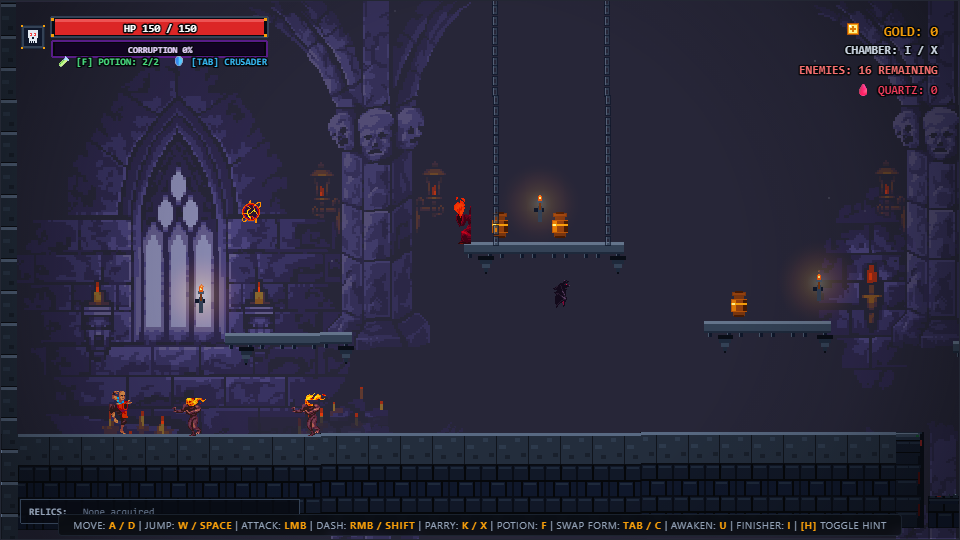 HP 150 / 150
CORRUPTION 0%
[F] POTION: 2/2 [TAB] CRUSADER
GOLD: 0
CHAMBER: I / X
ENEMIES: 16 REMAINING
QUARTZ: 0
RELICS: None acquired
MOVE: A / D | JUMP: W / SPACE | ATTACK: LMB | DASH: RMB / SHIFT | PARRY: K / X | POTION: F | SWAP FORM: TAB / C | AWAKEN: U | FINISHER: I | [H] TOGGLE HINT